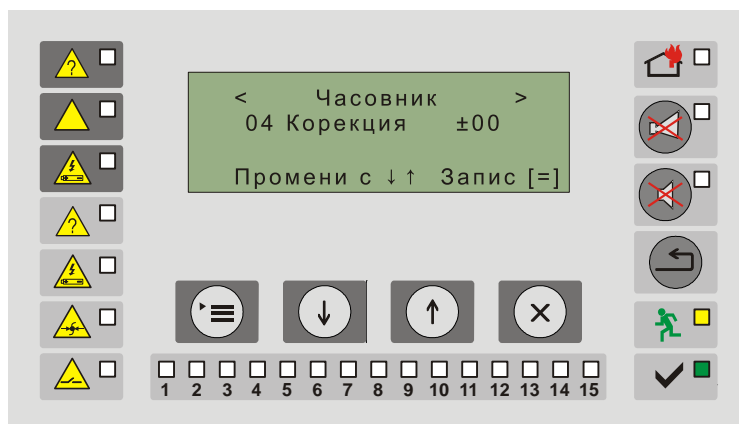 < Часовник >
04 Корекция ±00
Промени с ↓↑ Запис [=]
?
?
1 2 3 4 5 6 7 8 9 10 11 12 13 14 15